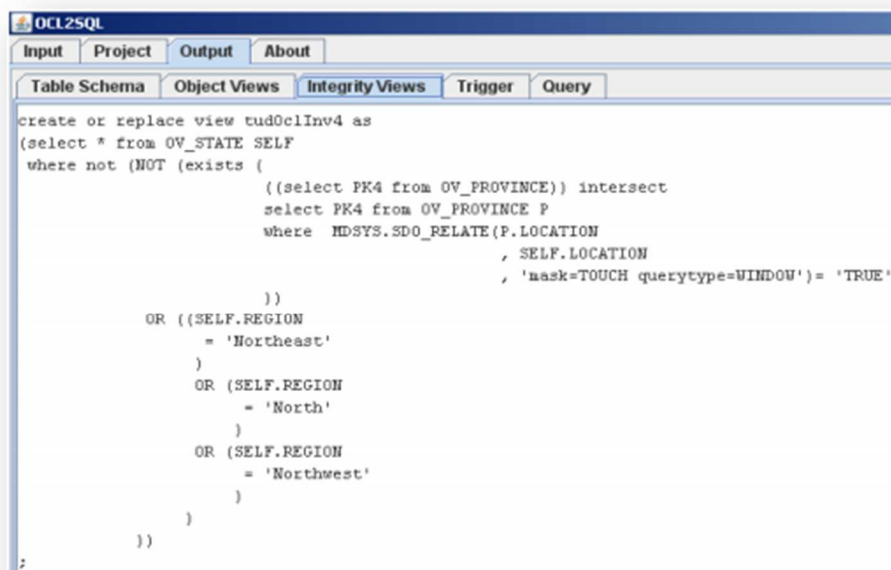 OCL2SQL
Input Project Output About
Table Schema Object Views Integrity Views Trigger Query
create or replace view tudOclInv4 as
(select * from OV_STATE SELF
where not (NOT (exists (
((select PK4 from OV_PROVINCE)) intersect
select PK4 from OV_PROVINCE P
where MDSYS.SDO_RELATE(P.LOCATION
, SELF.LOCATION
, 'mask=TOUCH querytype=WINDOW')= 'TRUE'
))
OR ((SELF.REGION
= 'Northeast'
)
OR (SELF.REGION
= 'North'
)
OR (SELF.REGION
= 'Northwest'
)
)
))
;